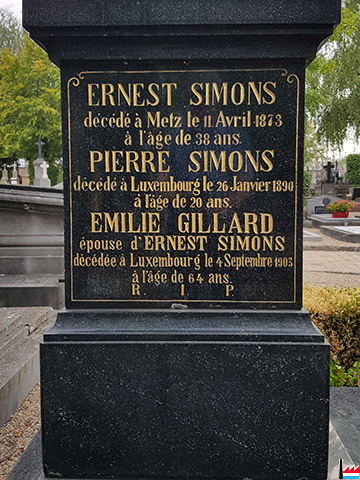 ERNEST SIMONS
décédé à Metz le 11 Avril 1873
à l'âge de 38 ans.
PIERRE SIMONS
décédé à Luxembourg le 26 Janvier 1890
à l'âge de 20 ans.
EMILIE GILLARD
épouse d'ERNEST SIMONS
décédée à Luxembourg le 4 Septembre 1903
à l'âge de 64 ans.
R. I. P.